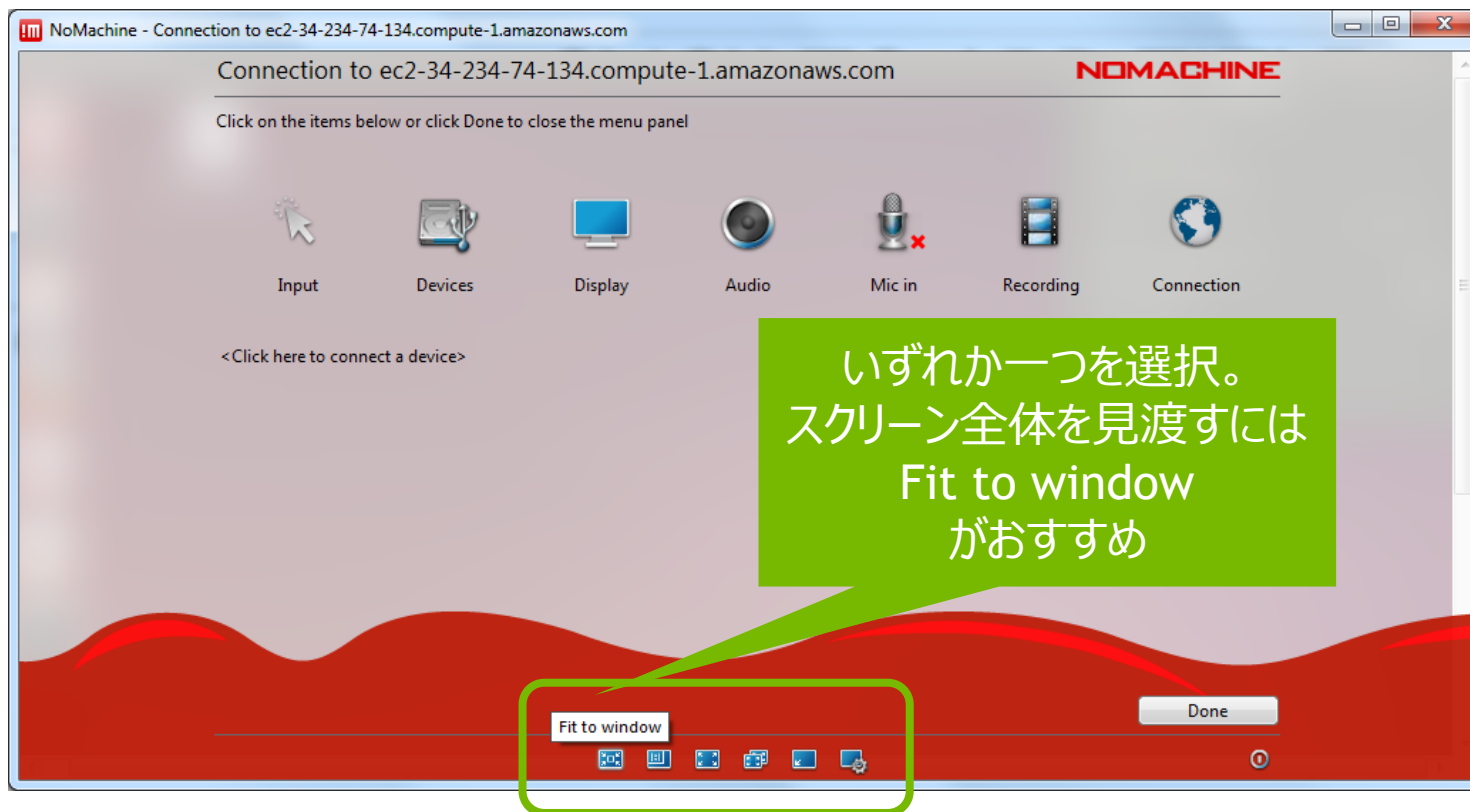 NoMachine - Connection to ec2-34-234-74-134.compute-1.amazonaws.com
Connection to ec2-34-234-74-134.compute-1.amazonaws.com
NOMACHINE
Click on the items below or click Done to close the menu panel
Input
Devices
Display
Audio
Mic in
Recording
Connection
<Click here to connect a device>
いずれか一つを選択。
スクリーン全体を見渡すには
Fit to window
がおすすめ
Done
Fit to window